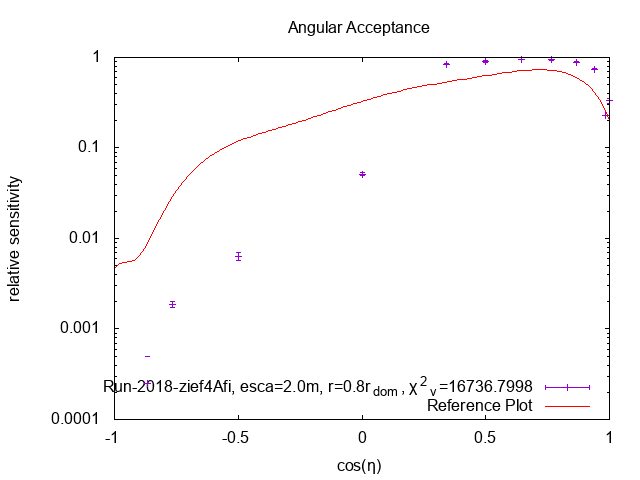 Angular Acceptance
relative sensitivity
1
0.1
0.01
0.001
0.0001
Run-2018-zief4Afi, esca=2.0m, r=0.8r_dom, χ²_v=16736.7998
Reference Plot
-1 -0.5 0 0.5 1
cos(η)